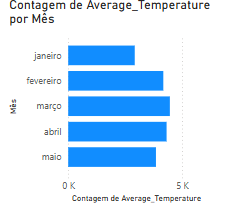 Contagem de Average_Temperature
por Mês
janeiro
fevereiro
março
abril
maio
Mês
0 K
5 K
Contagem de Average_Temperature